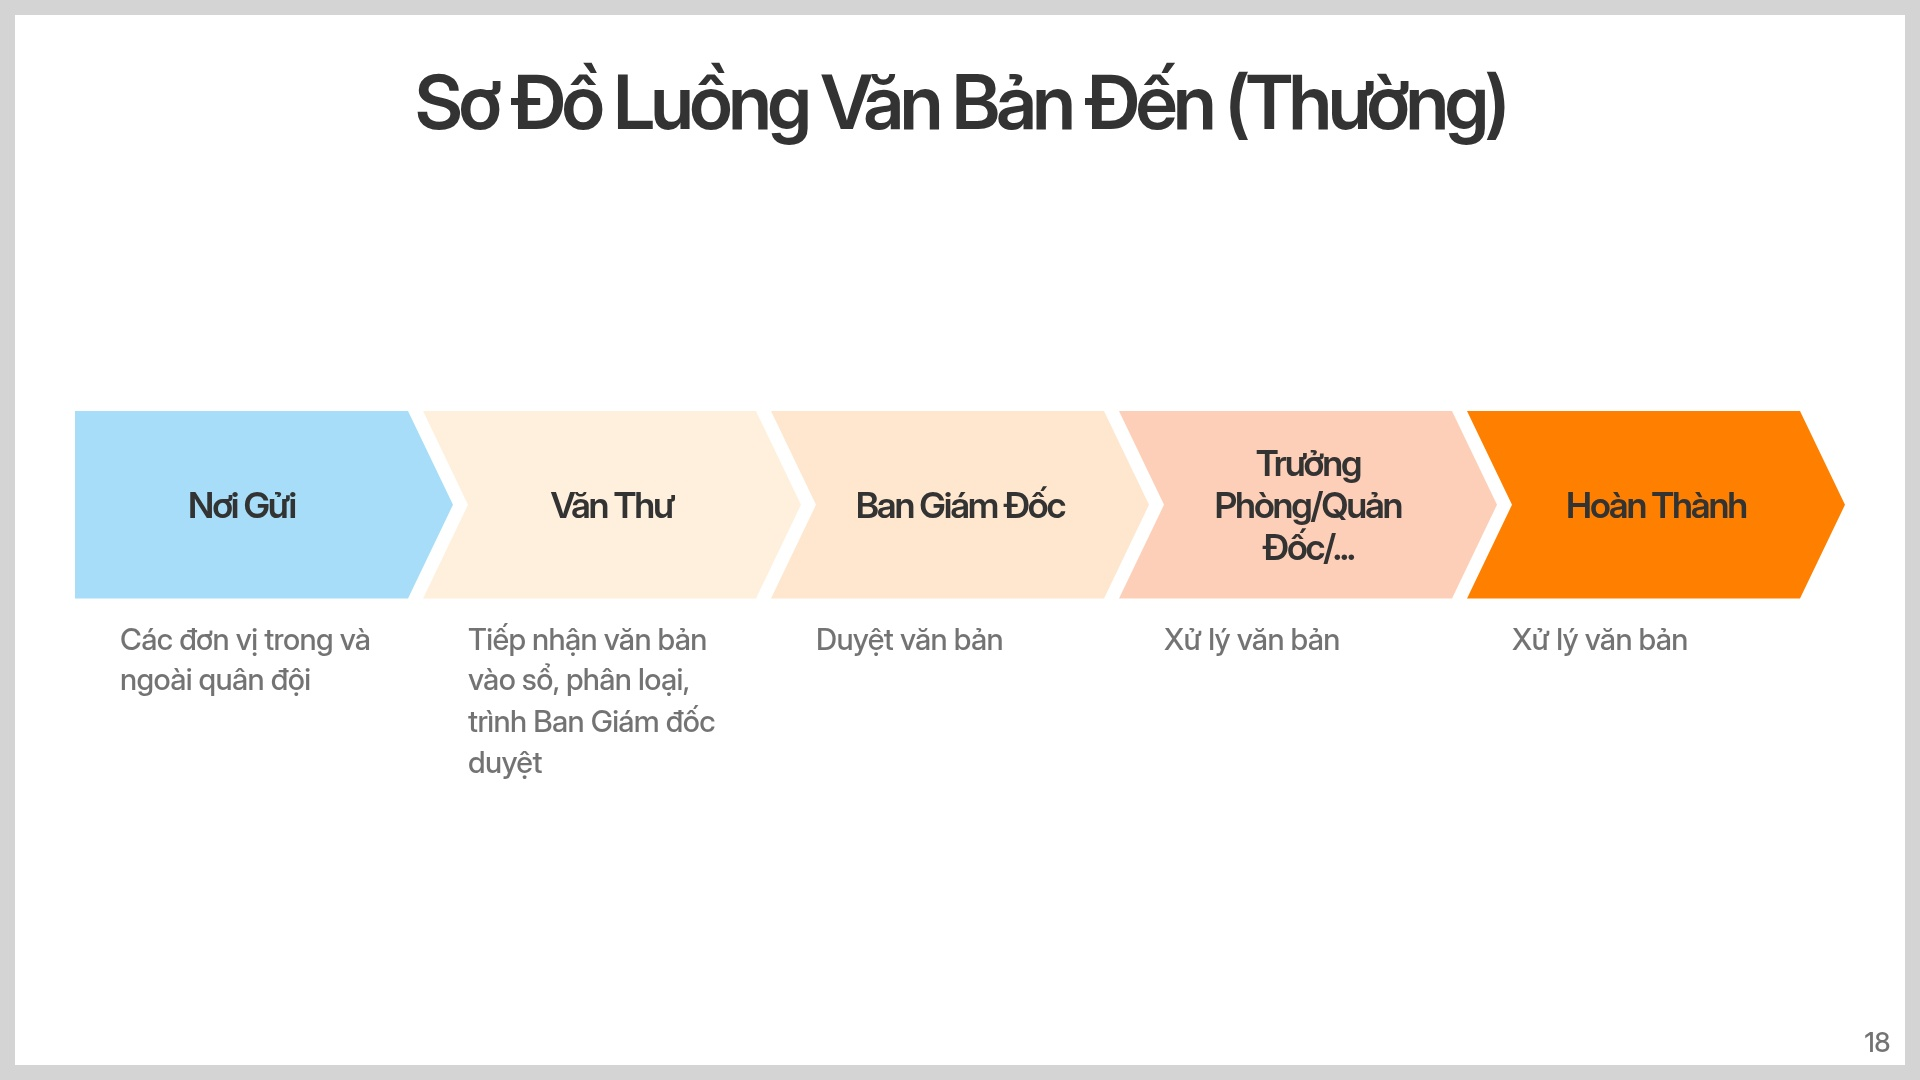 Sơ Đồ Luồng Văn Bản Đến (Thường)
Nơi Gửi
Các đơn vị trong và
ngoài quân đội
Văn Thư
Tiếp nhận văn bản
vào sổ, phân loại,
trình Ban Giám đốc
duyệt
Ban Giám Đốc
Duyệt văn bản
Trưởng
Phòng/Quản
Đốc/...
Xử lý văn bản
Hoàn Thành
Xử lý văn bản
18